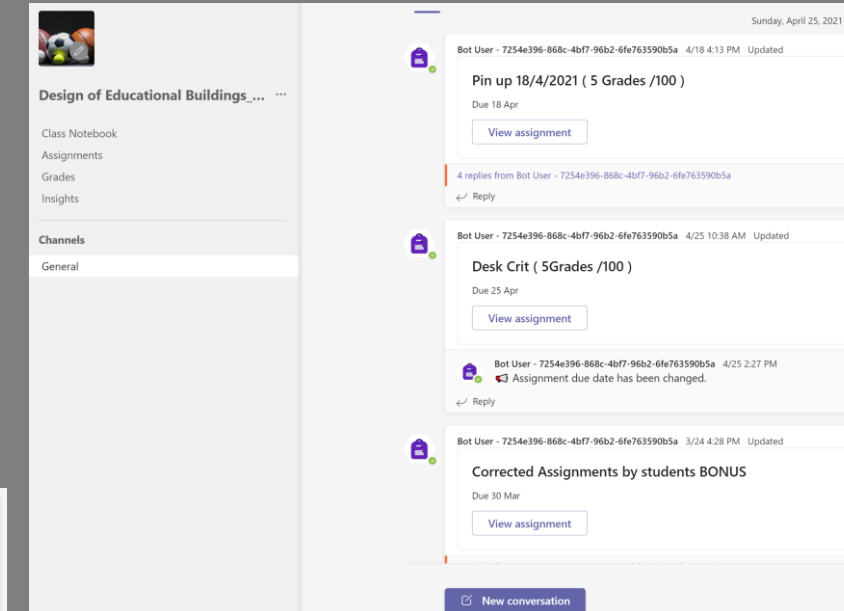 Design of Educational Buildings_... ...
Class Notebook
Assignments
Grades
Insights
Channels
General
Sunday, April 25, 2021
Bot User - 7254e396-868c-4bf7-96b2-6fe763590b5a 4/18 4:13 PM Updated
Pin up 18/4/2021 ( 5 Grades /100 )
Due 18 Apr
View assignment
4 replies from Bot User - 7254e396-868c-4bf7-96b2-6fe763590b5a
Reply
Bot User - 7254e396-868c-4bf7-96b2-6fe763590b5a 4/25 10:38 AM Updated
Desk Crit ( 5Grades /100 )
Due 25 Apr
View assignment
Bot User - 7254e396-868c-4bf7-96b2-6fe763590b5a 4/25 2:27 PM
Assignment due date has been changed.
Reply
Bot User - 7254e396-868c-4bf7-96b2-6fe763590b5a 3/24 4:28 PM Updated
Corrected Assignments by students BONUS
Due 30 Mar
View assignment
New conversation